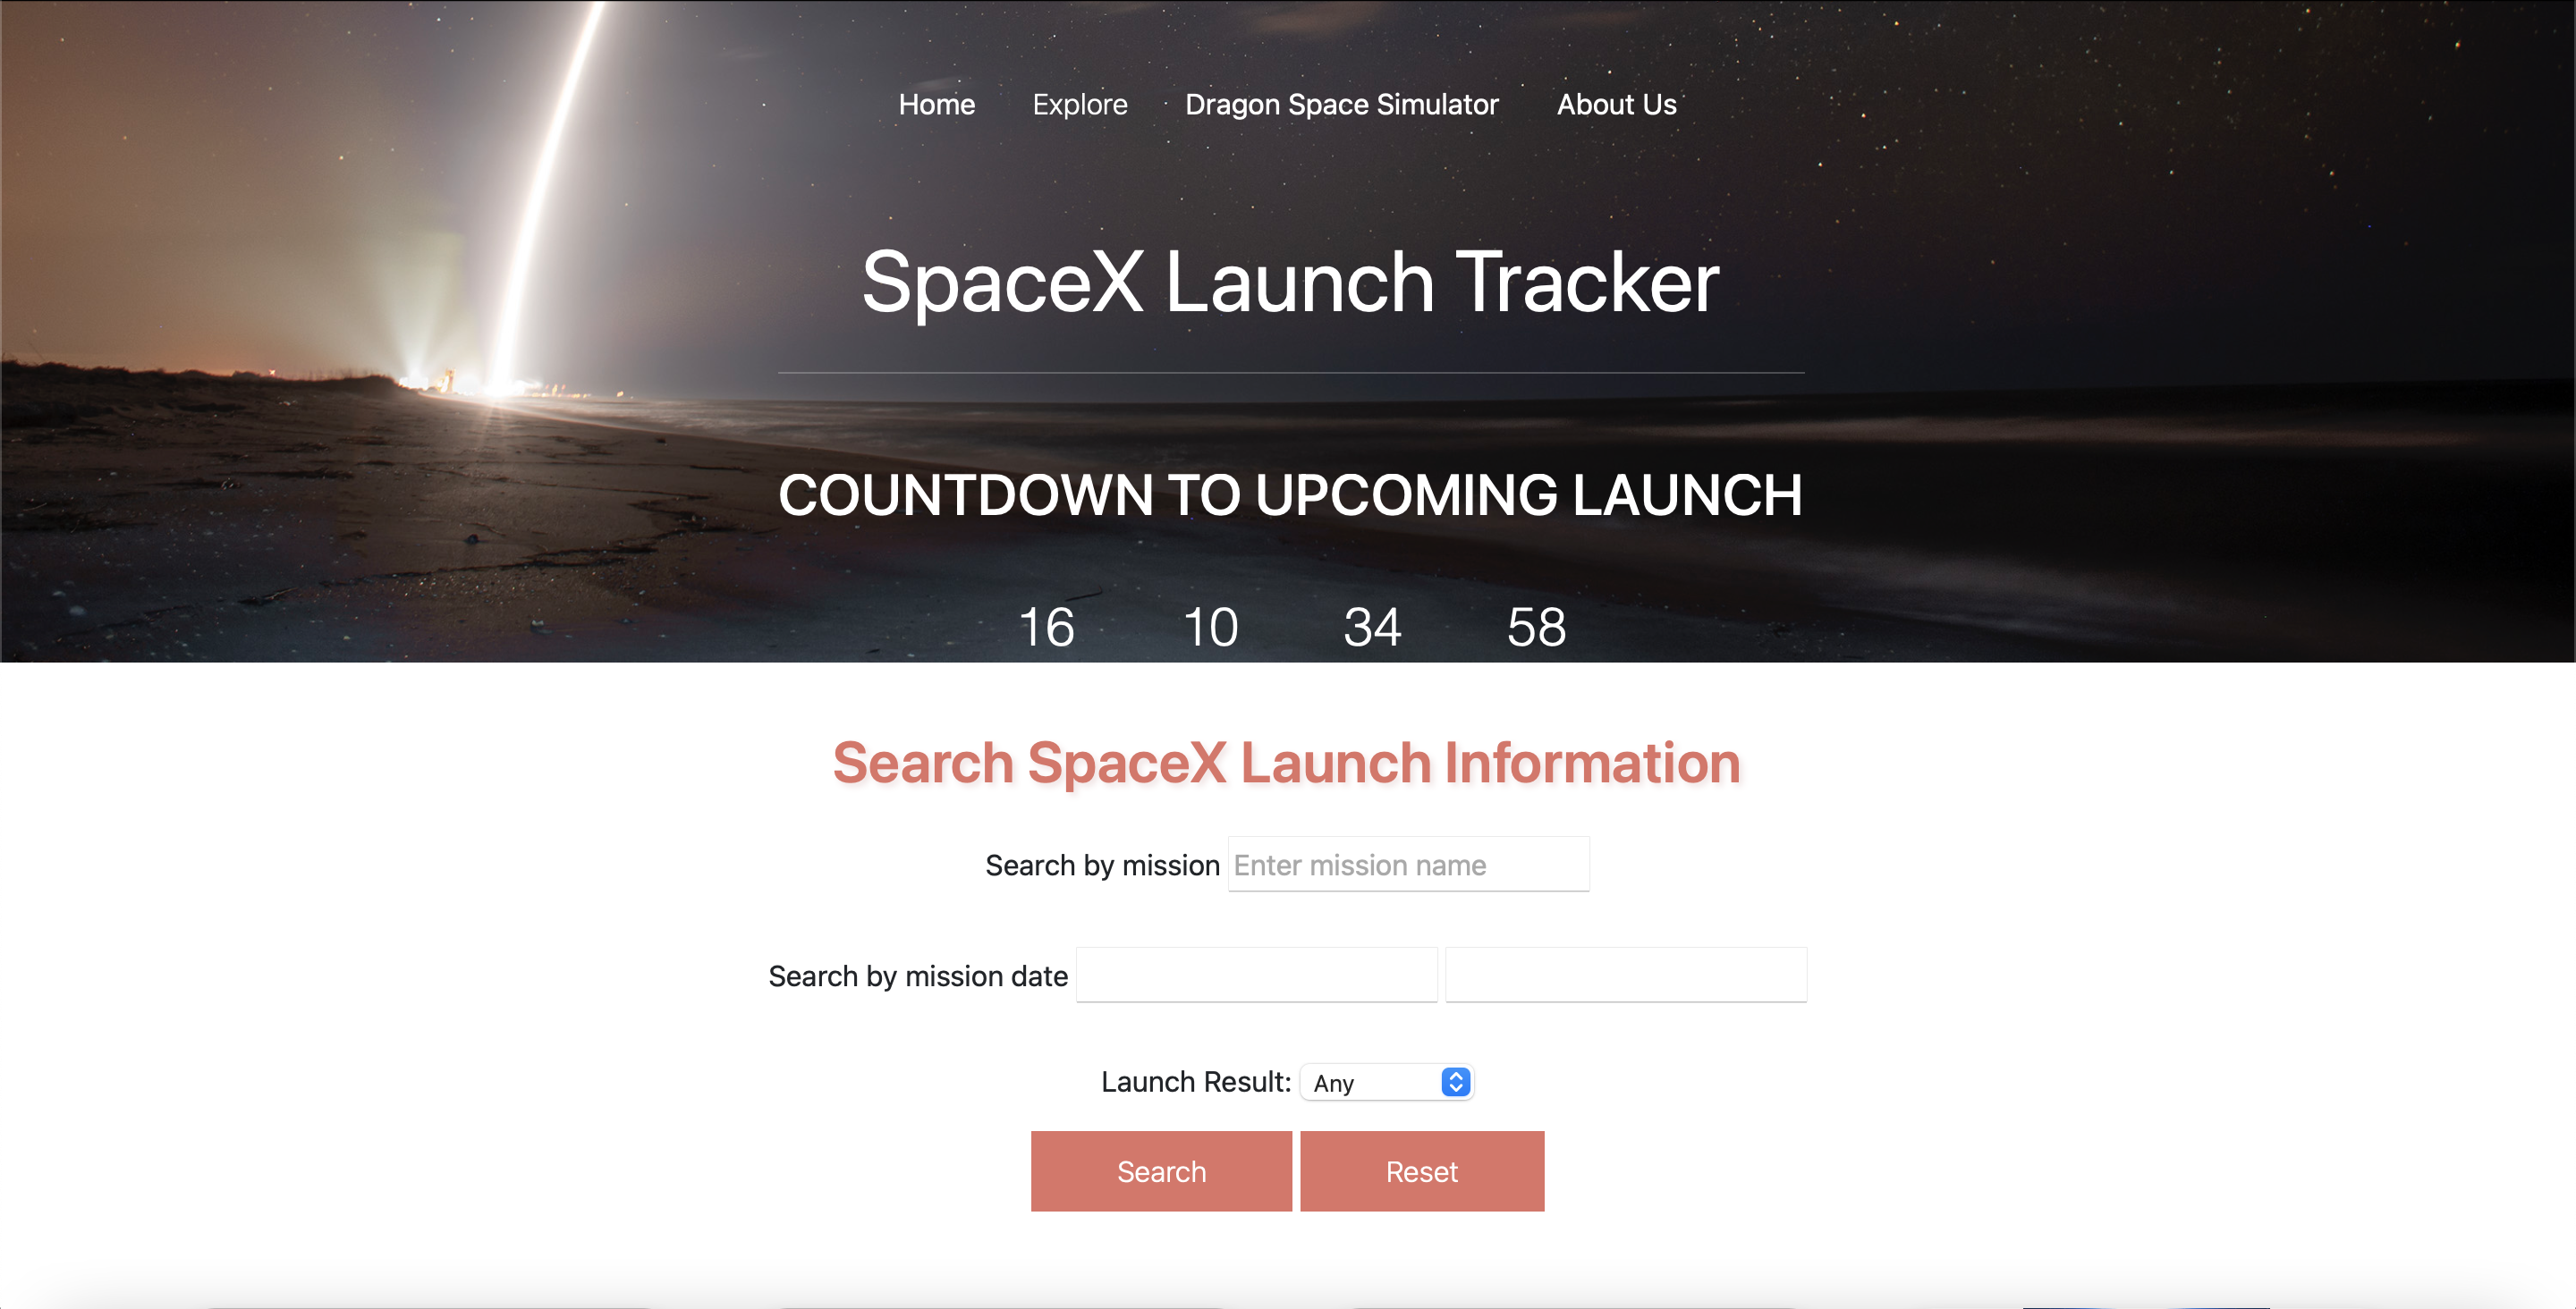 Home Explore Dragon Space Simulator About Us
SpaceX Launch Tracker
COUNTDOWN TO UPCOMING LAUNCH
16 10 34 58
Search SpaceX Launch Information
Search by mission Enter mission name
Search by mission date
Launch Result: Any
Search Reset